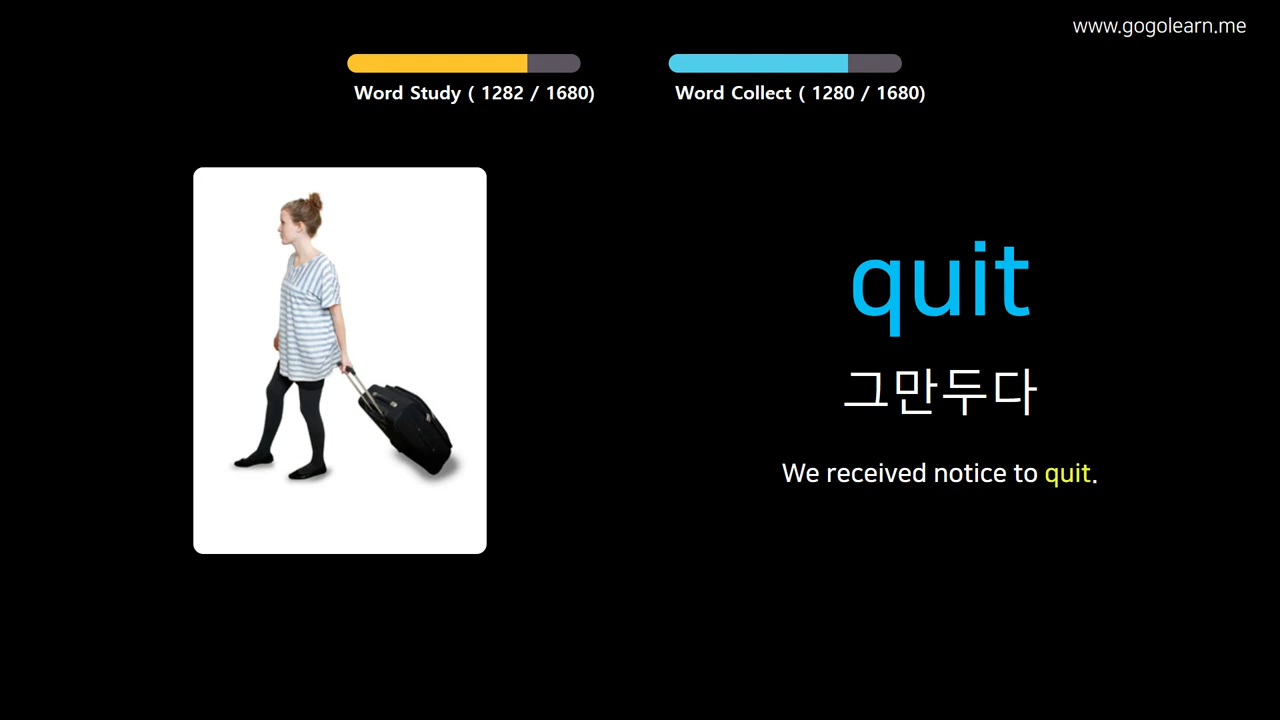 www.gogolearn.me
Word Study ( 1282 / 1680)
Word Collect ( 1280 / 1680)
quit
그만두다
We received notice to quit.